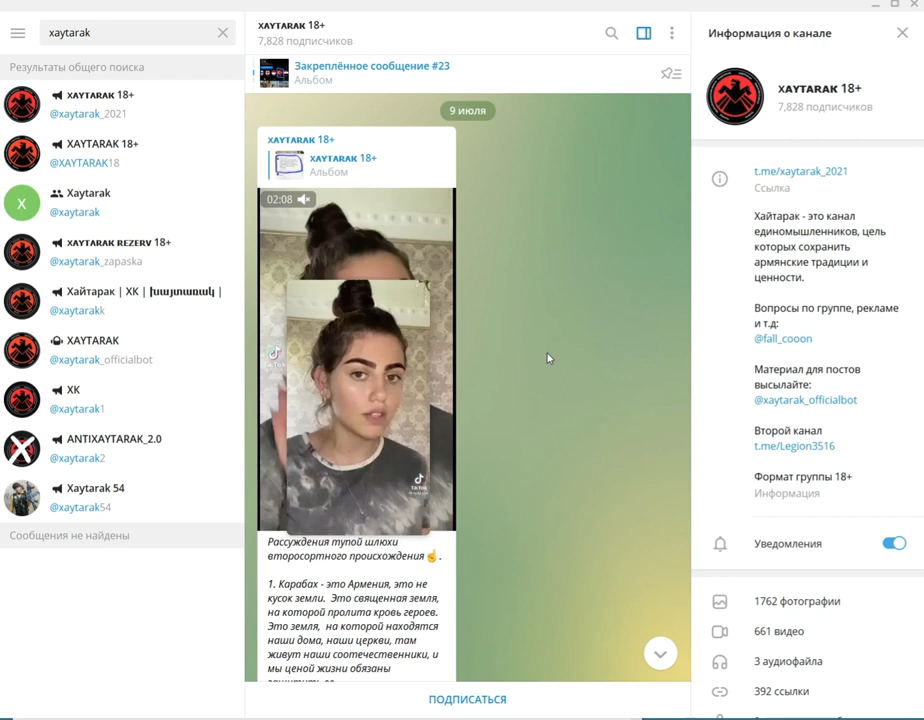 xaytarak
Результаты общего поиска
XAYTARAK 18+
@xaytarak_2021
XAYTARAK 18+
@XAYTARAK18
X
Xaytarak
@xaytarak
XAYTARAK REZERV 18+
@xaytarak_zapaska
Хайтарак | ХК | խայտառակ |
@xaytarakk
XAYTARAK
@xaytarak_officialbot
ХК
@xaytarak1
ANTIXAYTARAK_2.0
@xaytarak2
Xaytarak 54
@xaytarak54
Сообщения не найдены
XAYTARAK 18+
7,828 подписчиков
Закреплённое сообщение #23
Альбом
9 июля
XAYTARAK 18+
XAYTARAK 18+
Альбом
02:08
TikTok
Рассуждения тупой шлюхи
второсортного происхождения☝️.
1. Карабах - это Армения, это не
кусок земли. Это священная земля,
на которой пролита кровь героев.
Это земля, на которой находятся
наши дома, наши церкви, там
живут наши соотечественники, и
мы ценой жизни обязаны
ПОДПИСАТЬСЯ
Информация о канале
XAYTARAK 18+
7,828 подписчиков
t.me/xaytarak_2021
Ссылка
Хайтарак - это канал
единомышленников, цель
которых сохранить
армянские традиции и
ценности.
Вопросы по группе, рекламе
и т.д:
@fall_cooon
Материал для постов
высылайте:
@xaytarak_officialbot
Второй канал
t.me/Legion3516
Формат группы 18+
Информация
Уведомления
1762 фотографии
661 видео
3 аудиофайла
392 ссылки